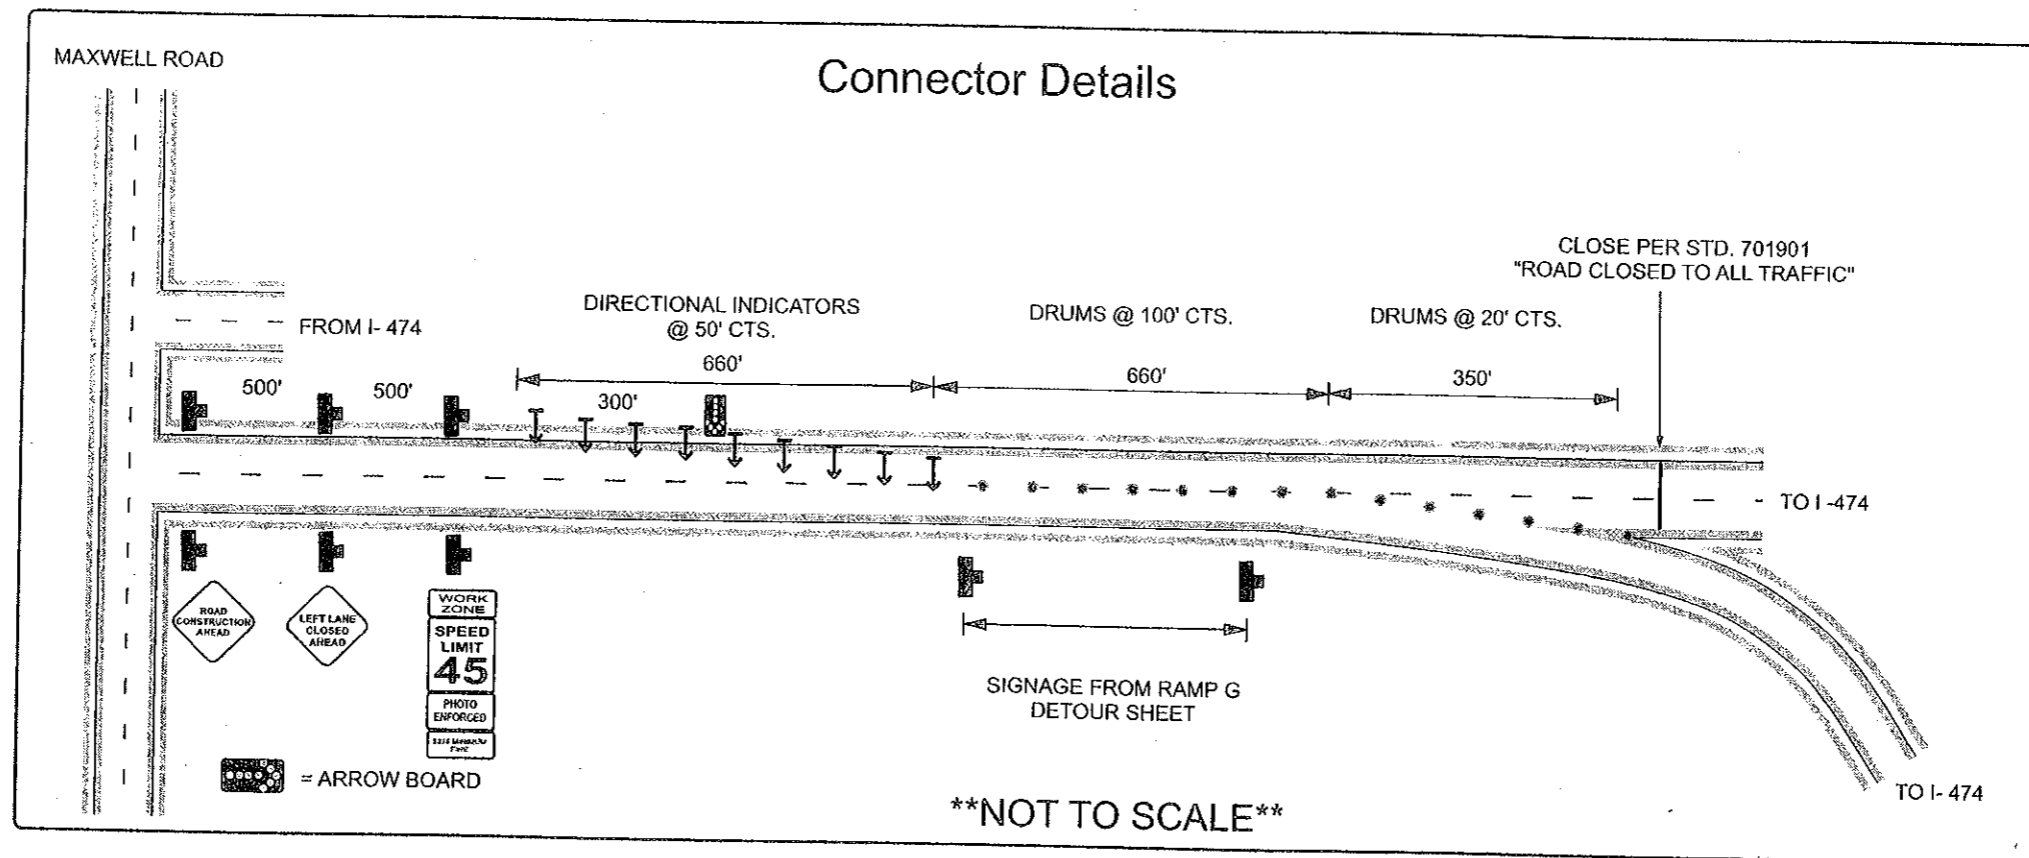 MAXWELL ROAD
Connector Details
CLOSE PER STD. 701901
"ROAD CLOSED TO ALL TRAFFIC"
FROM I- 474
DIRECTIONAL INDICATORS
@ 50' CTS.
DRUMS @ 100' CTS.
DRUMS @ 20' CTS.
500'
500'
660'
660'
350'
300'
TO I -474
ROAD
CONSTRUCTION
AHEAD
LEFT LANE
CLOSED
AHEAD
WORK
ZONE
SPEED
LIMIT
45
PHOTO
ENFORCED
SIGNAGE FROM RAMP G
DETOUR SHEET
= ARROW BOARD
**NOT TO SCALE**
TO I- 474